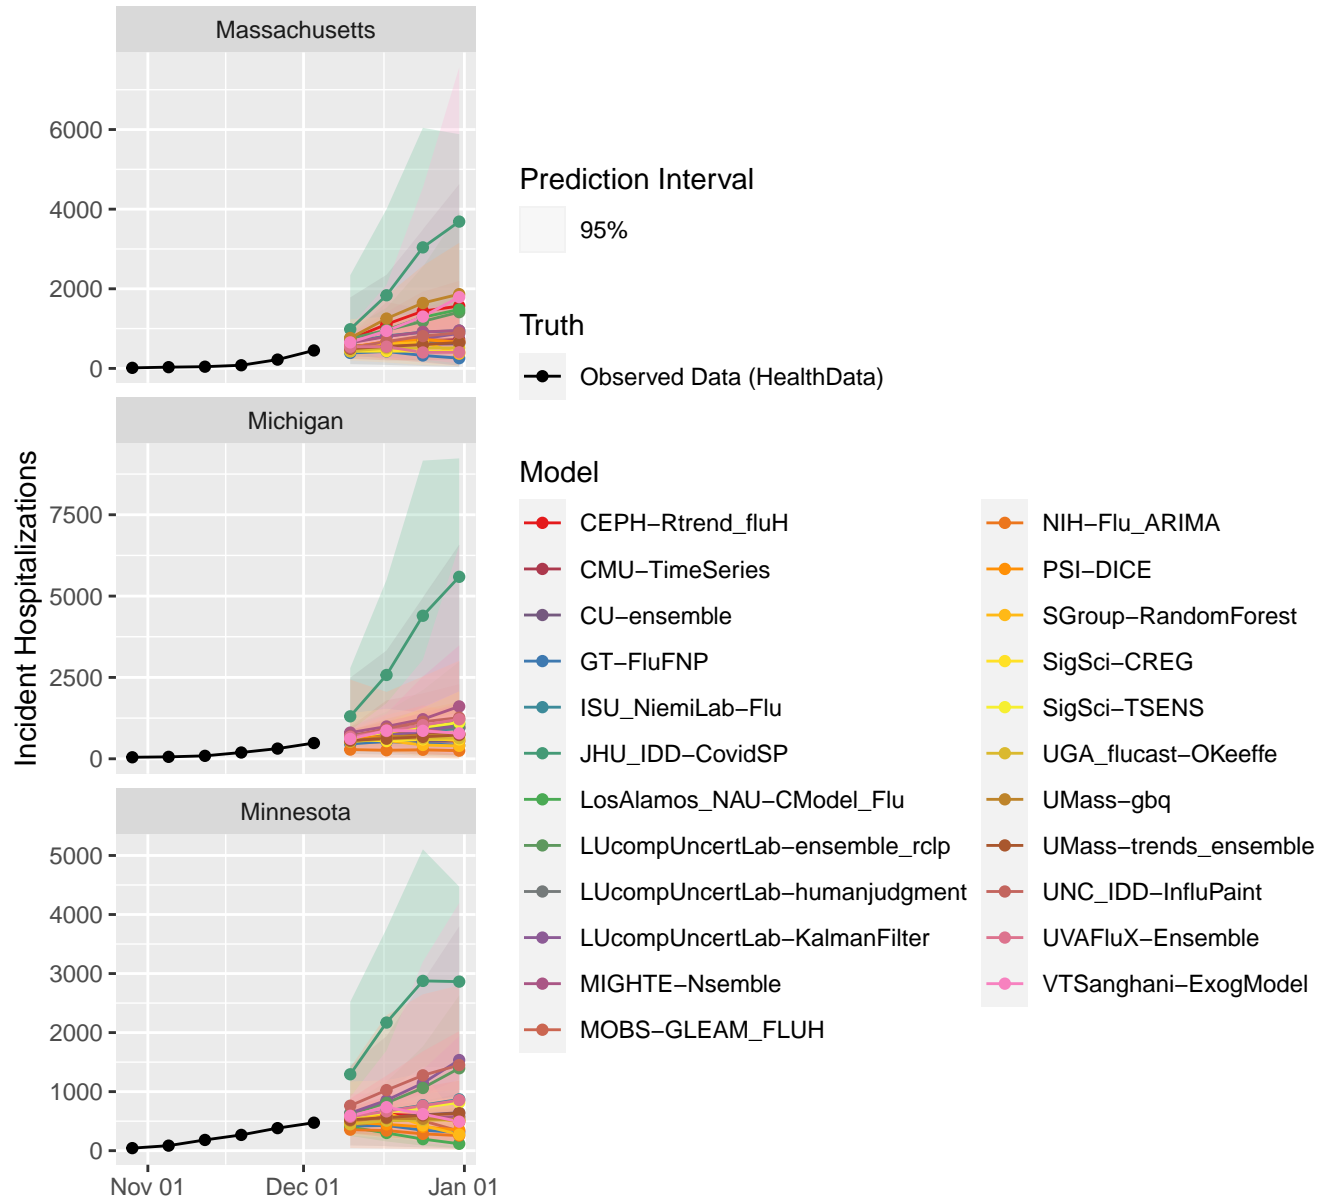 Massachusetts
6000
4000
2000
0
Michigan
7500
5000
2500
0
Minnesota
5000
4000
3000
2000
1000
0
Nov 01 Dec 01 Jan 01
Incident Hospitalizations
Prediction Interval
95%
Truth
Observed Data (HealthData)
Model
CEPH−Rtrend_fluH
CMU−TimeSeries
CU−ensemble
GT−FluFNP
ISU_NiemiLab−Flu
JHU_IDD−CovidSP
LosAlamos_NAU−CModel_Flu
LUcompUncertLab−ensemble_rclp
LUcompUncertLab−humanjudgment
LUcompUncertLab−KalmanFilter
MIGHTE−Nsemble
MOBS−GLEAM_FLUH
NIH−Flu_ARIMA
PSI−DICE
SGroup−RandomForest
SigSci−CREG
SigSci−TSENS
UGA_flucast−OKeeffe
UMass−gbq
UMass−trends_ensemble
UNC_IDD−InfluPaint
UVAFluX−Ensemble
VTSanghani−ExogModel